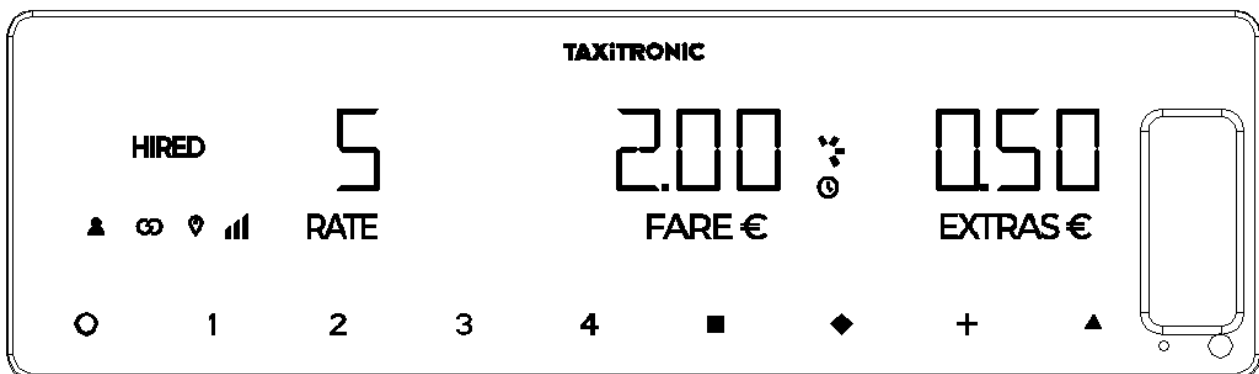 TAXiTRONIC
HIRED 5 2.00 0.50
RATE FARE € EXTRAS €
1 2 3 4 +